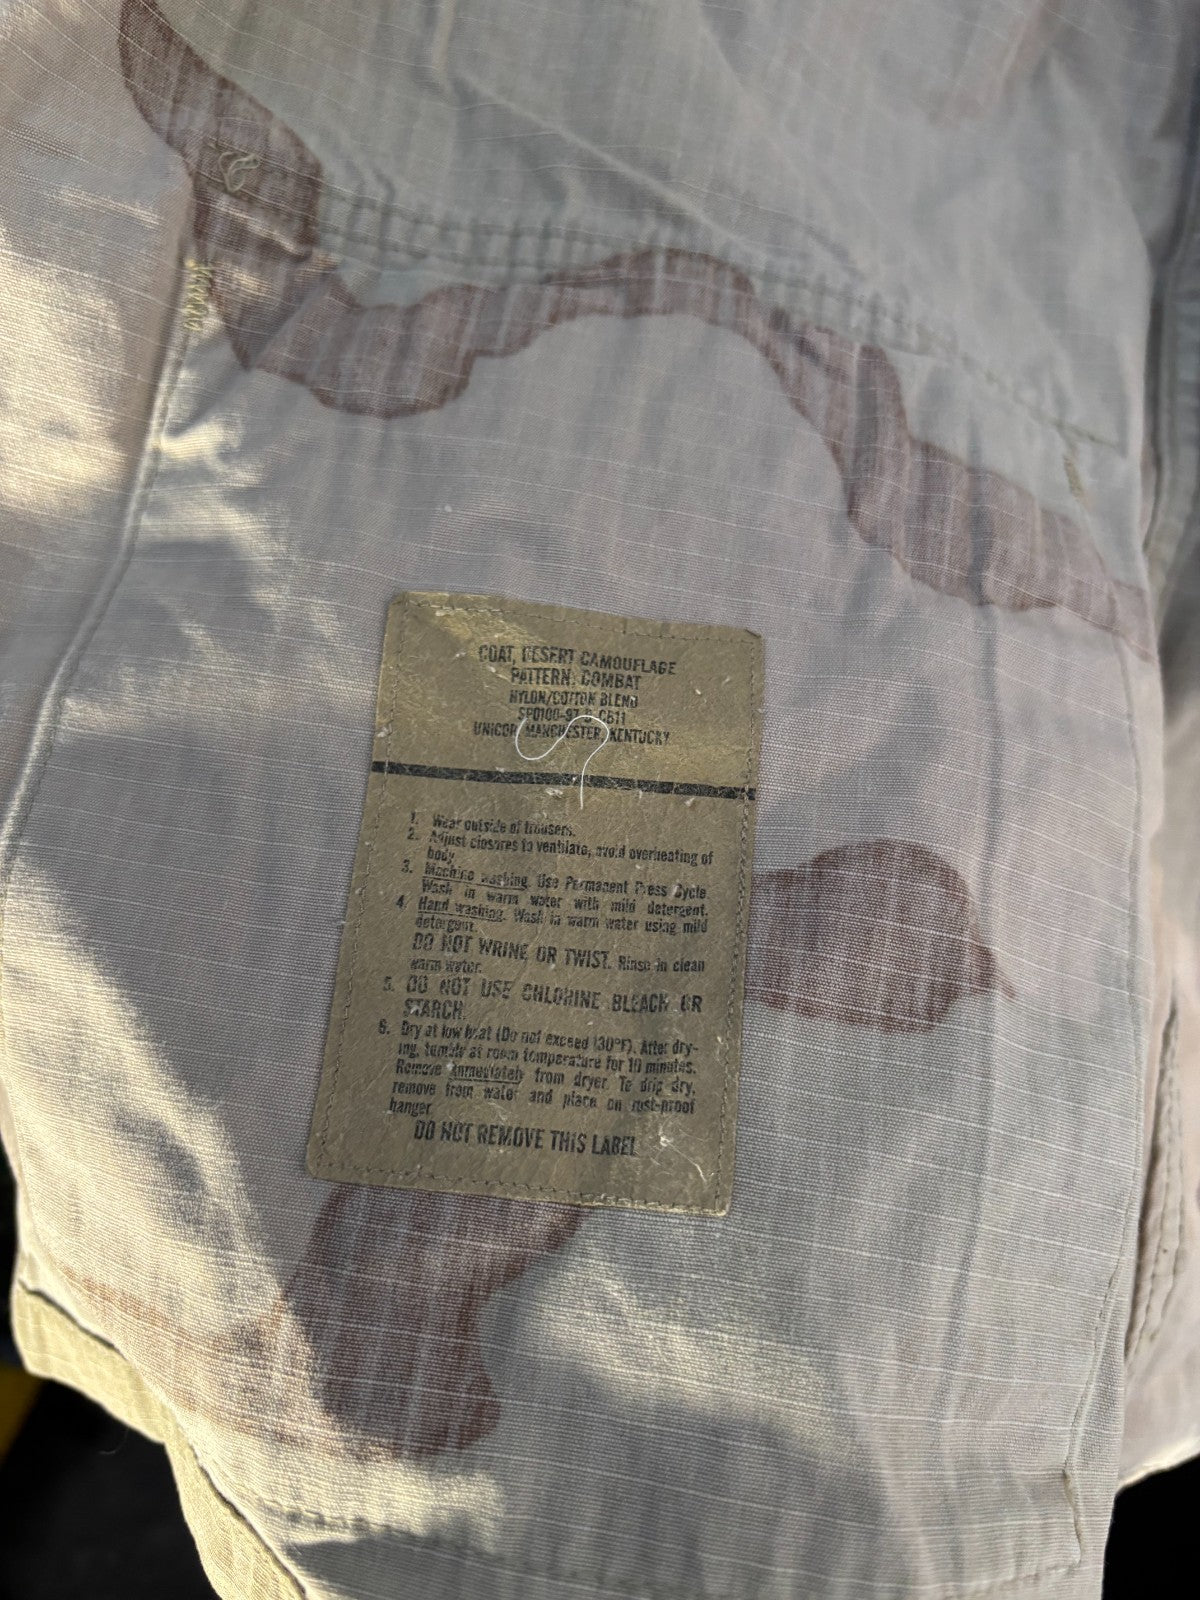 COAT, DESERT CAMOUFLAGE
PATTERN: COMBAT
NYLON/COTTON BLEND
SP0100-97-D-CB11
UNICOR, MANCHESTER, KENTUCKY
1. Wear outside of trousers.
2. Adjust closures to ventilate, avoid overheating of
body.
3. Machine washing. Use Permanent Press Cycle.
Wash in warm water with mild detergent.
4. Hand washing. Wash in warm water using mild
detergent.
DO NOT WRING OR TWIST. Rinse in clean
warm water.
5. DO NOT USE CHLORINE BLEACH OR
STARCH.
6. Dry at low heat (Do not exceed 130°F). After dry-
ing, tumble at room temperature for 10 minutes.
Remove immediately from dryer. To drip dry,
remove from water and place on rust-proof
hanger.
DO NOT REMOVE THIS LABEL